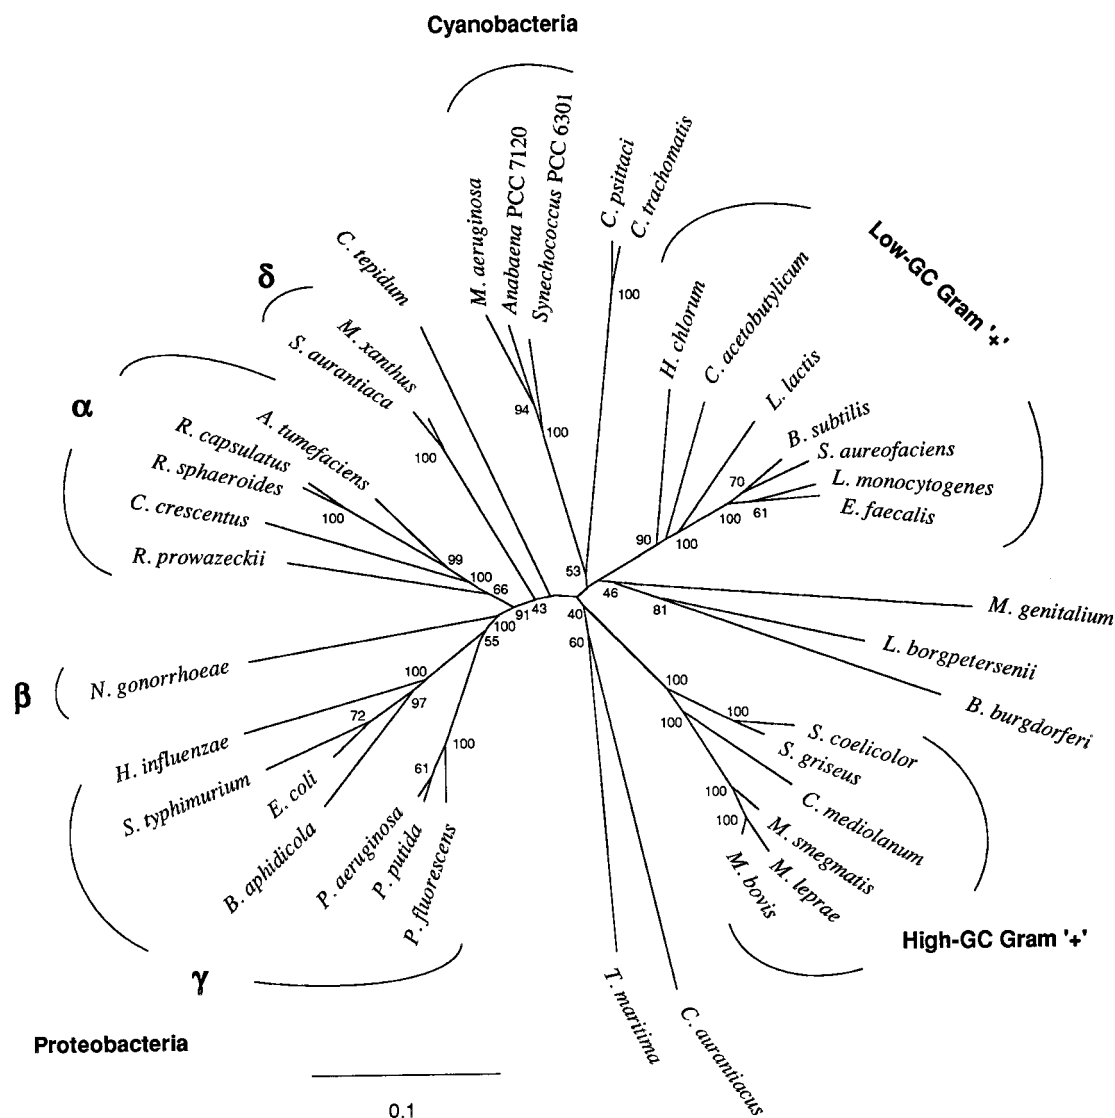 Cyanobacteria
M. aeruginosa
Anabaena PCC 7120
Synechococcus PCC 6301
C. psittaci
C. trachomatis
100
Low-GC Gram '+'
H. chlorum
C. acetobutylicum
L. lactis
B. subtilis
S. aureofaciens
L. monocytogenes
E. faecalis
70
61
100
100
90
C. tepidum
94
100
δ
M. xanthus
S. aurantiaca
100
α
A. tumefaciens
R. capsulatus
R. sphaeroides
C. crescentus
R. prowazeckii
100
99
100
66
53
46
81
M. genitalium
L. borgpetersenii
B. burgdorferi
91
43
40
60
100
55
β
N. gonorrhoeae
100
97
72
H. influenzae
S. typhimurium
E. coli
B. aphidicola
100
61
P. aeruginosa
P. putida
P. fluorescens
γ
Proteobacteria
100
100
100
S. coelicolor
S. griseus
C. mediolanum
100
100
M. smegmatis
M. leprae
M. bovis
High-GC Gram '+'
T. maritima
C. aurantiacus
0.1